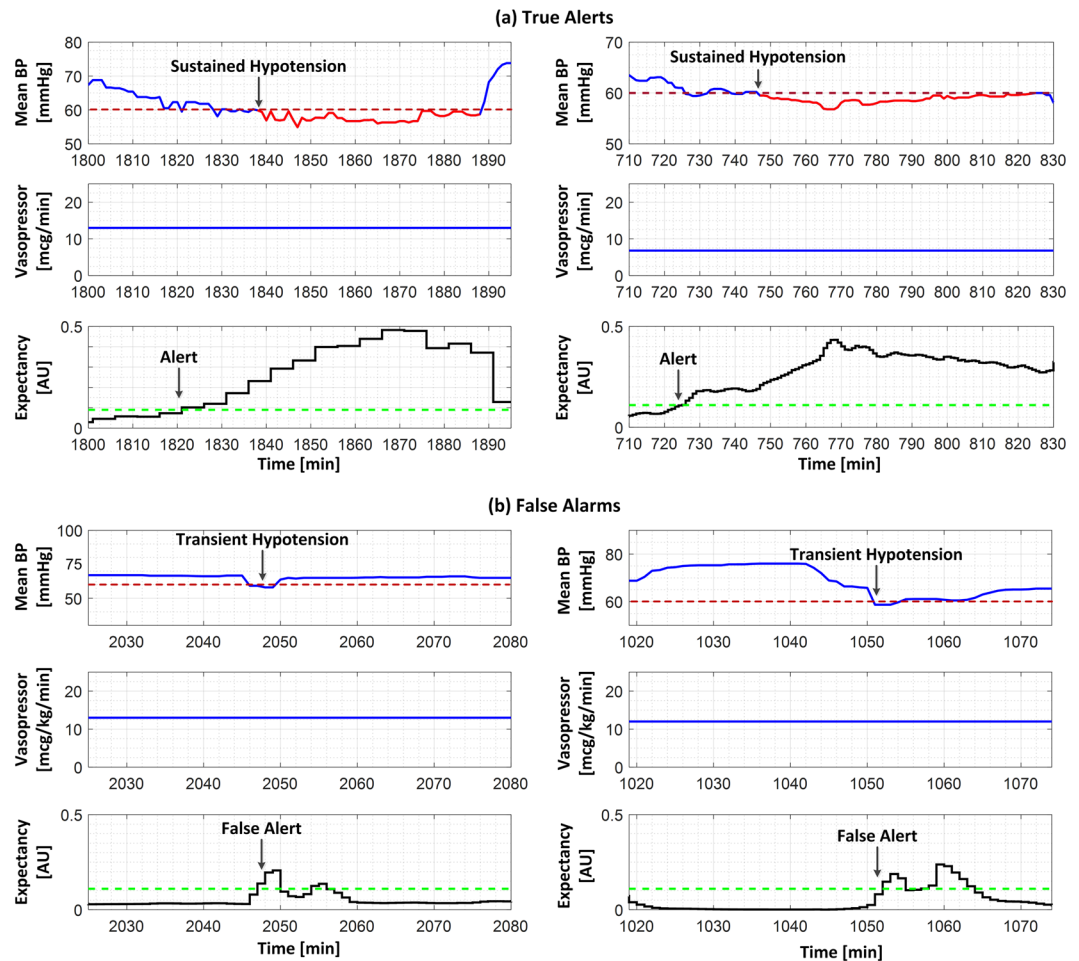 (a) True Alerts
Mean BP
[mmHg]
80
70
60
50
Sustained Hypotension
1800 1810 1820 1830 1840 1850 1860 1870 1880 1890
Mean BP
[mmHg]
70
60
50
Sustained Hypotension
710 720 730 740 750 760 770 780 790 800 810 820 830
Vasopressor
[mcg/min]
20
10
0
1800 1810 1820 1830 1840 1850 1860 1870 1880 1890
Vasopressor
[mcg/min]
20
10
0
710 720 730 740 750 760 770 780 790 800 810 820 830
Expectancy
[AU]
0.5
0
Alert
1800 1810 1820 1830 1840 1850 1860 1870 1880 1890
Time [min]
Expectancy
[AU]
0.5
0
Alert
710 720 730 740 750 760 770 780 790 800 810 820 830
Time [min]
(b) False Alarms
Mean BP
[mmHg]
100
75
50
Transient Hypotension
2030 2040 2050 2060 2070 2080
Mean BP
[mmHg]
80
60
Transient Hypotension
1020 1030 1040 1050 1060 1070
Vasopressor
[mcg/kg/min]
20
10
0
2030 2040 2050 2060 2070 2080
Vasopressor
[mcg/kg/min]
20
10
0
1020 1030 1040 1050 1060 1070
Expectancy
[AU]
0.5
0
False Alert
2030 2040 2050 2060 2070 2080
Time [min]
Expectancy
[AU]
0.5
0
False Alert
1020 1030 1040 1050 1060 1070
Time [min]